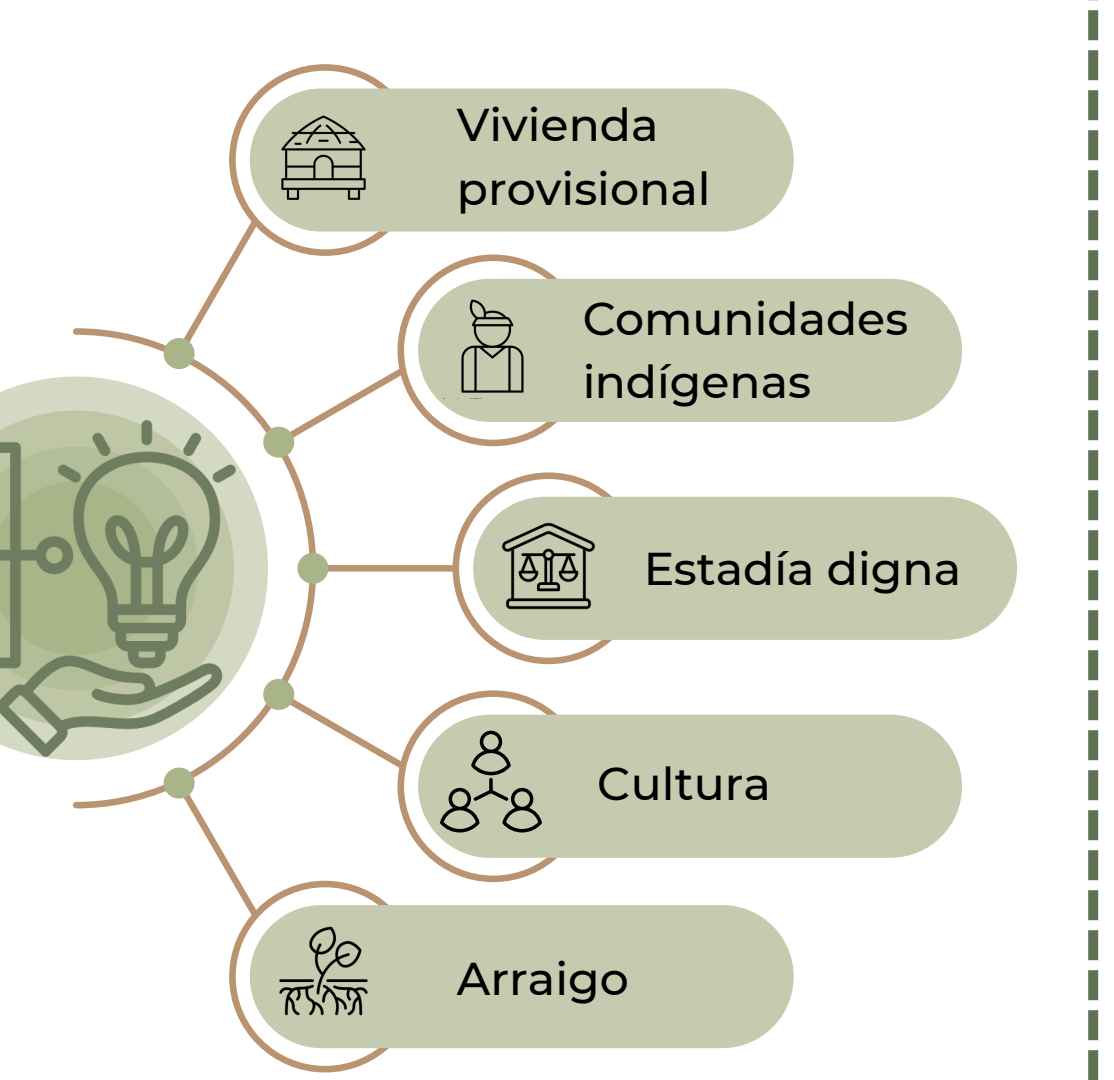 Vivienda
provisional
Comunidades
indígenas
Estadía digna
Cultura
Arraigo